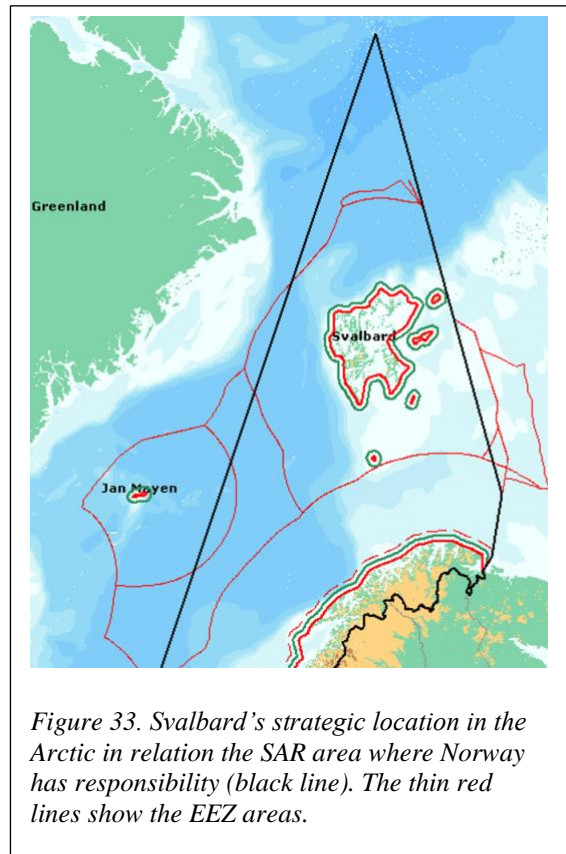 Greenland
Svalbard
Jan Mayen
Figure 33. Svalbard's strategic location in the
Arctic in relation the SAR area where Norway
has responsibility (black line). The thin red
lines show the EEZ areas.